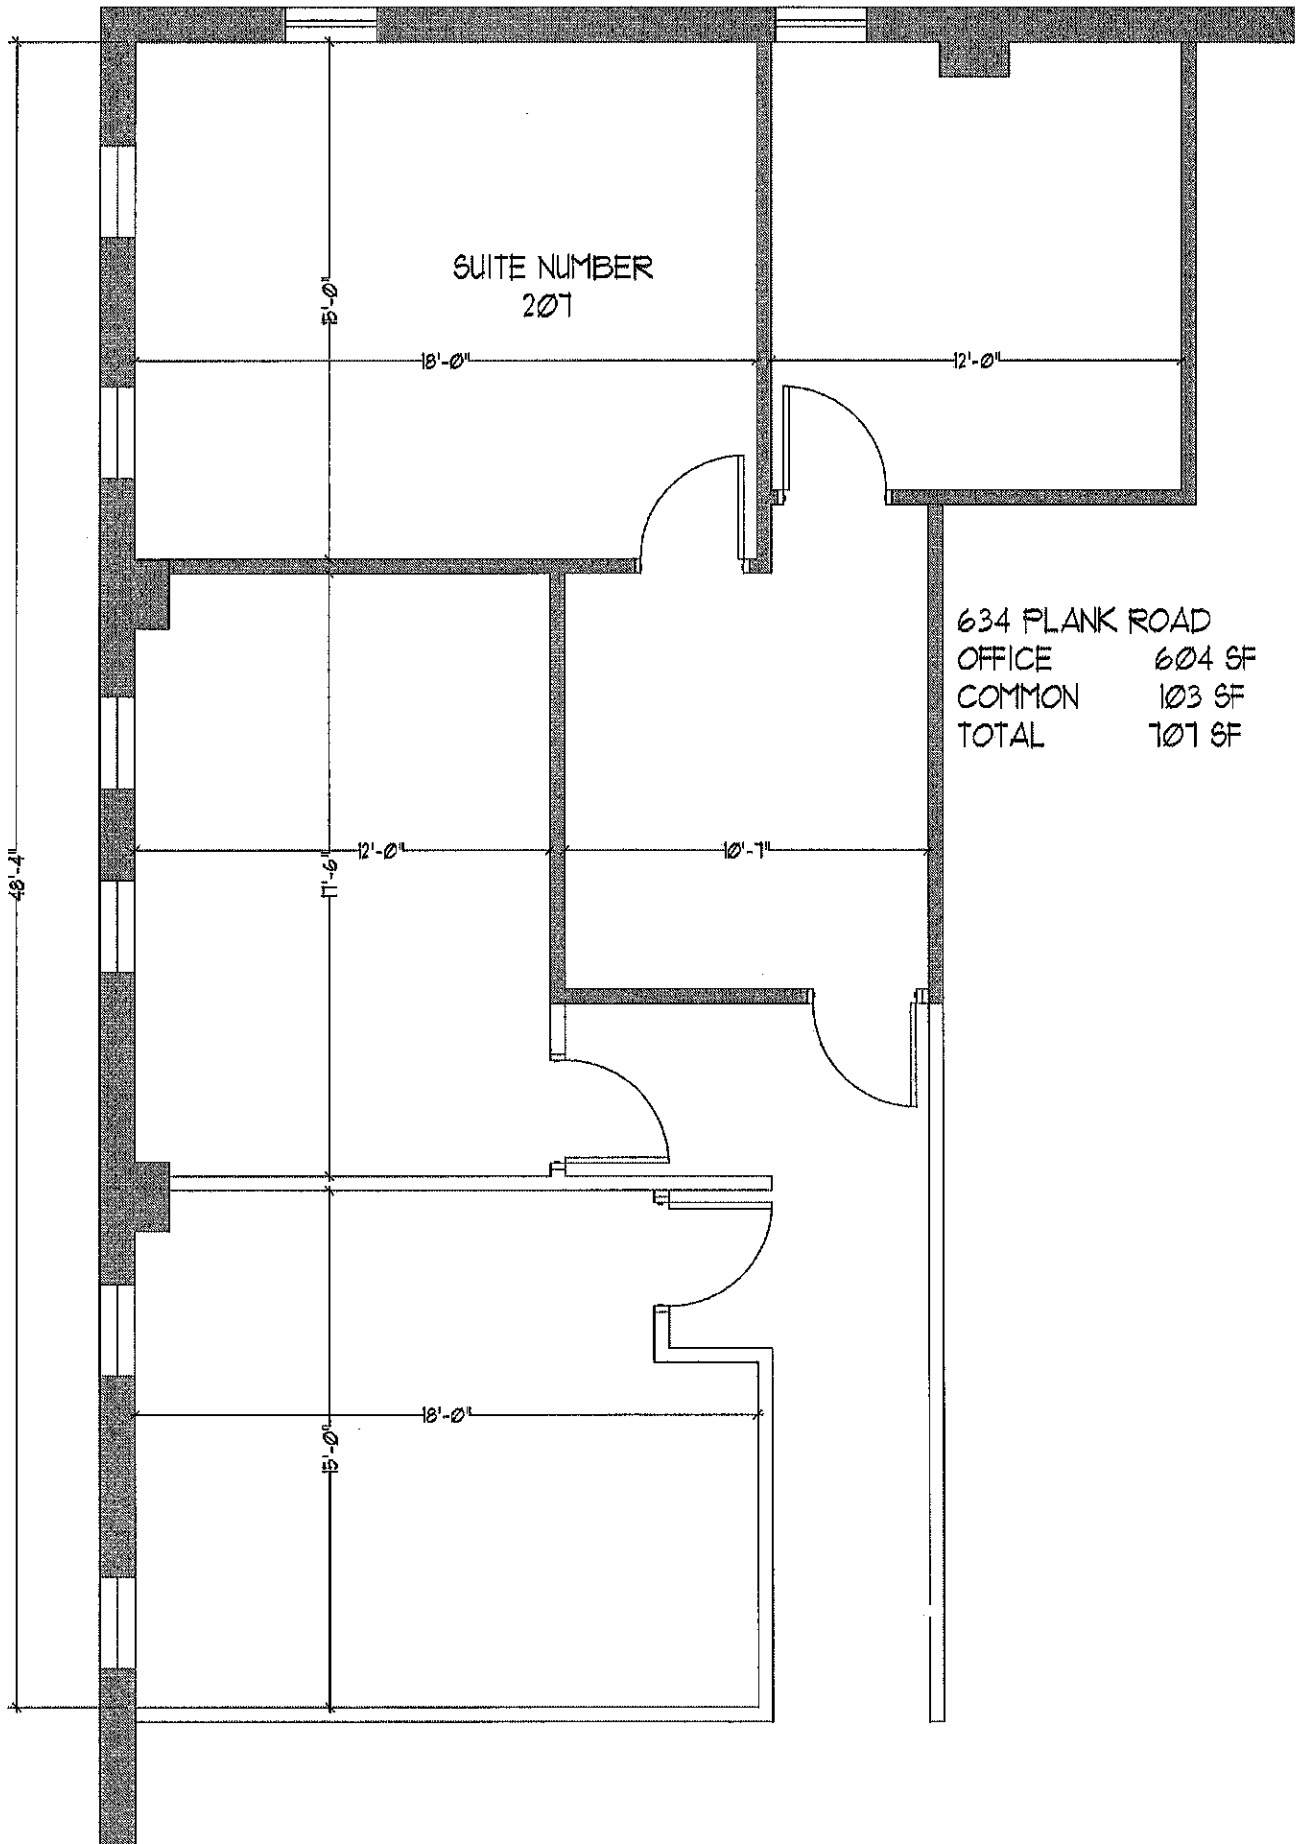 SUITE NUMBER
207
15'-0"
18'-0"
12'-0"
634 PLANK ROAD
OFFICE 604 SF
COMMON 103 SF
TOTAL 707 SF
48'-4"
12'-0"
17'-6"
10'-7"
18'-0"
15'-0"